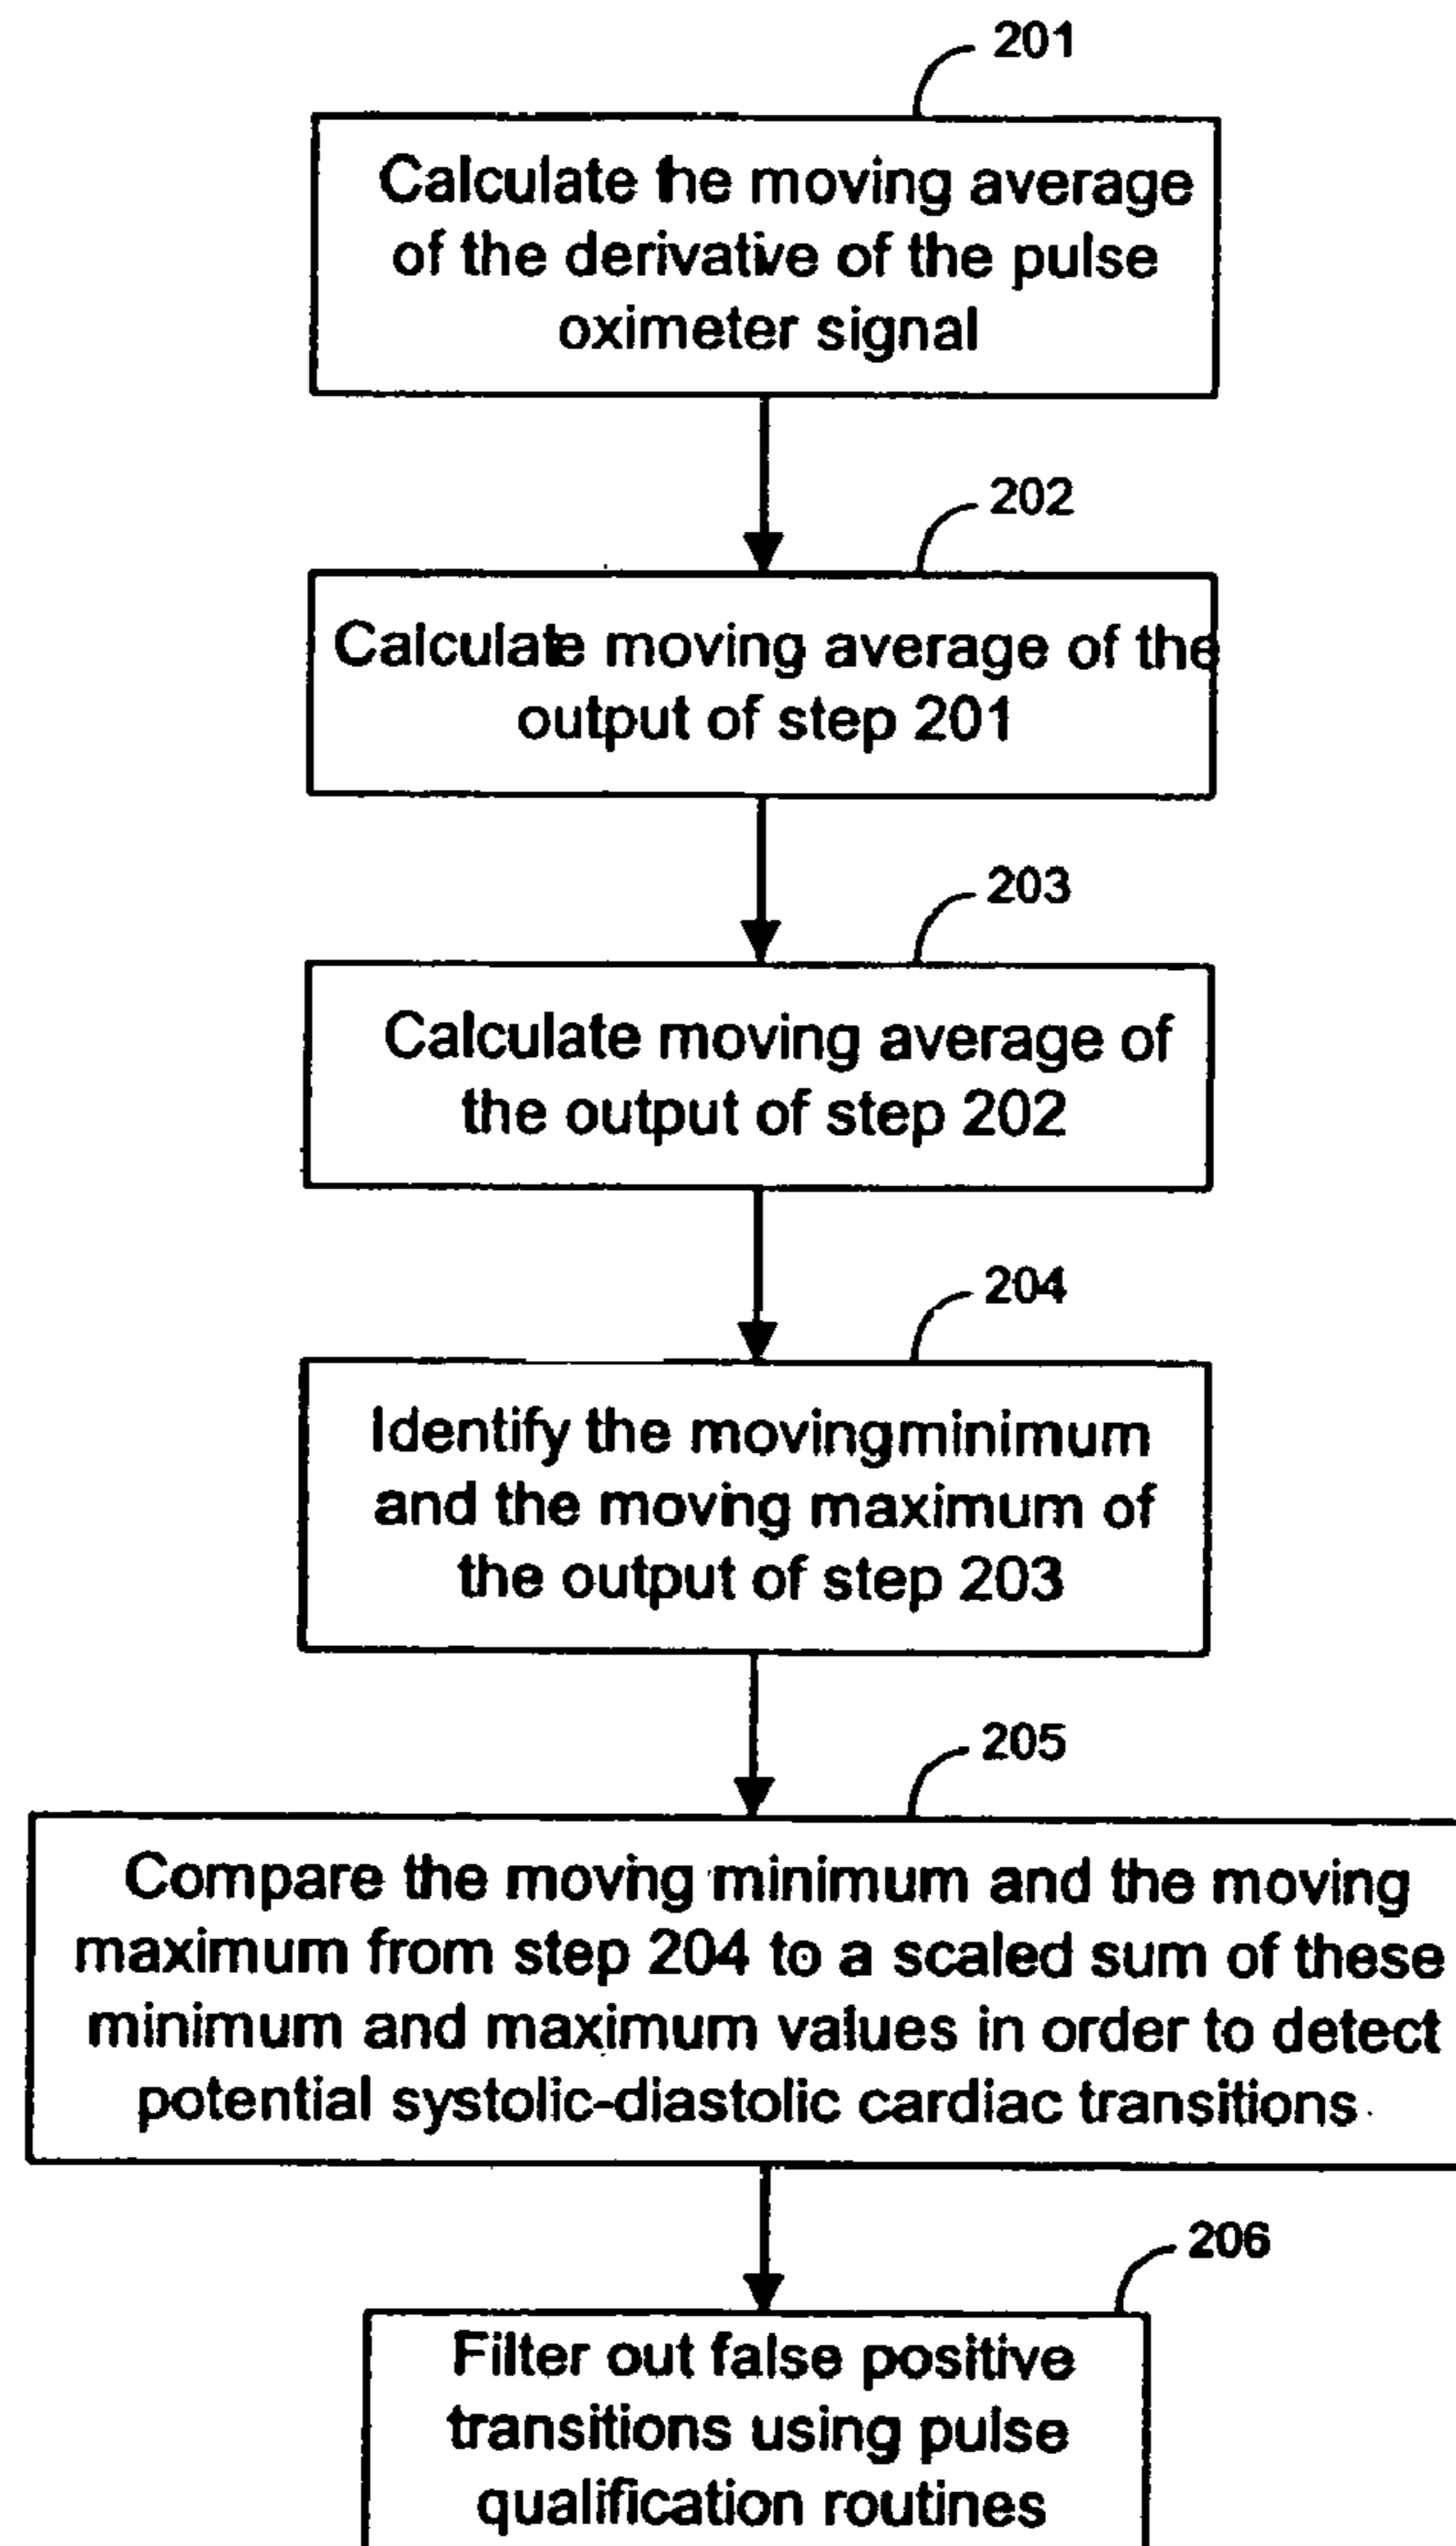 201
Calculate the moving average
of the derivative of the pulse
oximeter signal
202
Calculate moving average of the
output of step 201
203
Calculate moving average of
the output of step 202
204
Identify the moving minimum
and the moving maximum of
the output of step 203
205
Compare the moving minimum and the moving
maximum from step 204 to a scaled sum of these
minimum and maximum values in order to detect
potential systolic-diastolic cardiac transitions
206
Filter out false positive
transitions using pulse
qualification routines